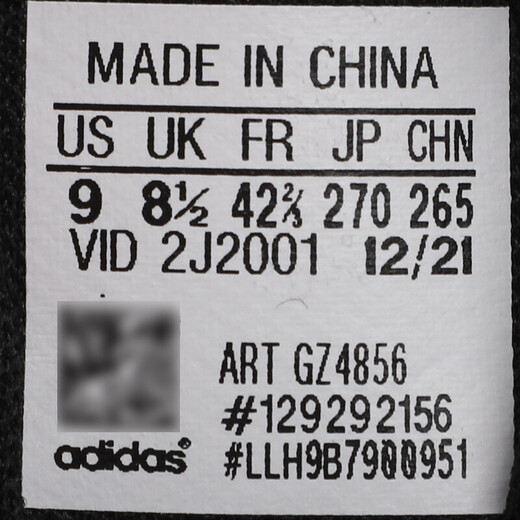 MADE IN CHINA
US UK FR JP CHN
9 8½ 42⅔ 270 265
VID 2J2001 12/21
ART GZ4856
#129292156
adidas® #LLH9B7900951